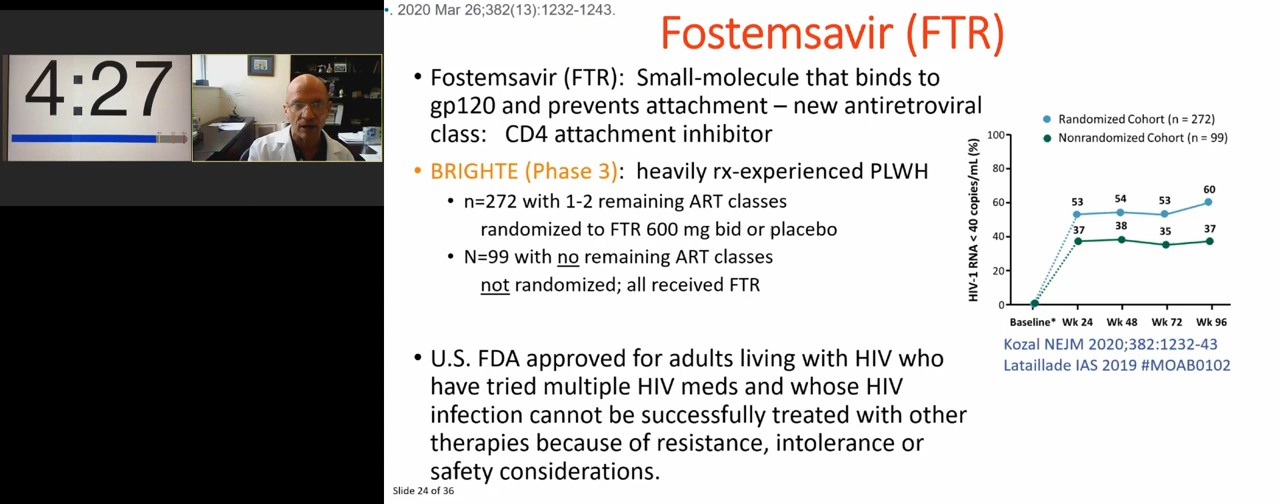 •. 2020 Mar 26;382(13):1232-1243.
4:27
Fostemsavir (FTR)
• Fostemsavir (FTR): Small-molecule that binds to
gp120 and prevents attachment – new antiretroviral
class: CD4 attachment inhibitor
• BRIGHTE (Phase 3): heavily rx-experienced PLWH
• n=272 with 1-2 remaining ART classes
randomized to FTR 600 mg bid or placebo
• N=99 with no remaining ART classes
not randomized; all received FTR
• U.S. FDA approved for adults living with HIV who
have tried multiple HIV meds and whose HIV
infection cannot be successfully treated with other
therapies because of resistance, intolerance or
safety considerations.
Slide 24 of 36
Randomized Cohort (n = 272)
Nonrandomized Cohort (n = 99)
HIV-1 RNA < 40 copies/mL (%)
100
80
60
40
20
0
53 54 53 60
37 38 35 37
Baseline* Wk 24 Wk 48 Wk 72 Wk 96
Kozal NEJM 2020;382:1232-43
Lataillade IAS 2019 #MOAB0102